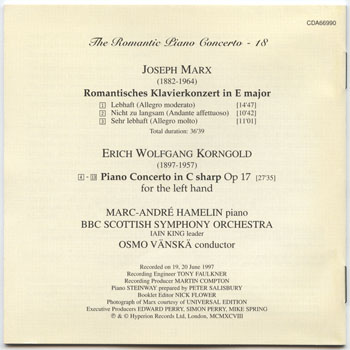 CDA66990
The Romantic Piano Concerto - 18
JOSEPH MARX
(1882-1964)
Romantisches Klavierkonzert in E major
1 Lebhaft (Allegro moderato) [14'47]
2 Nicht zu langsam (Andante affettuoso) [10'42]
3 Sehr lebhaft (Allegro molto) [11'01]
Total duration: 36'39
ERICH WOLFGANG KORNGOLD
(1897-1957)
4 - Piano Concerto in C sharp Op 17 [27'35]
for the left hand
MARC-ANDRÉ HAMELIN piano
BBC SCOTTISH SYMPHONY ORCHESTRA
IAIN KING leader
OSMO VÄNSKÄ conductor
Recorded on 19, 20 June 1997
Recording Engineer TONY FAULKNER
Recording Producer MARTIN COMPTON
Piano STEINWAY prepared by PETER SALISBURY
Booklet Editor NICK FLOWER
Photograph of Marx courtesy of UNIVERSAL EDITION
Executive Producers EDWARD PERRY, SIMON PERRY, MIKE SPRING
℗ & © Hyperion Records Ltd, London, MCMXCVIII